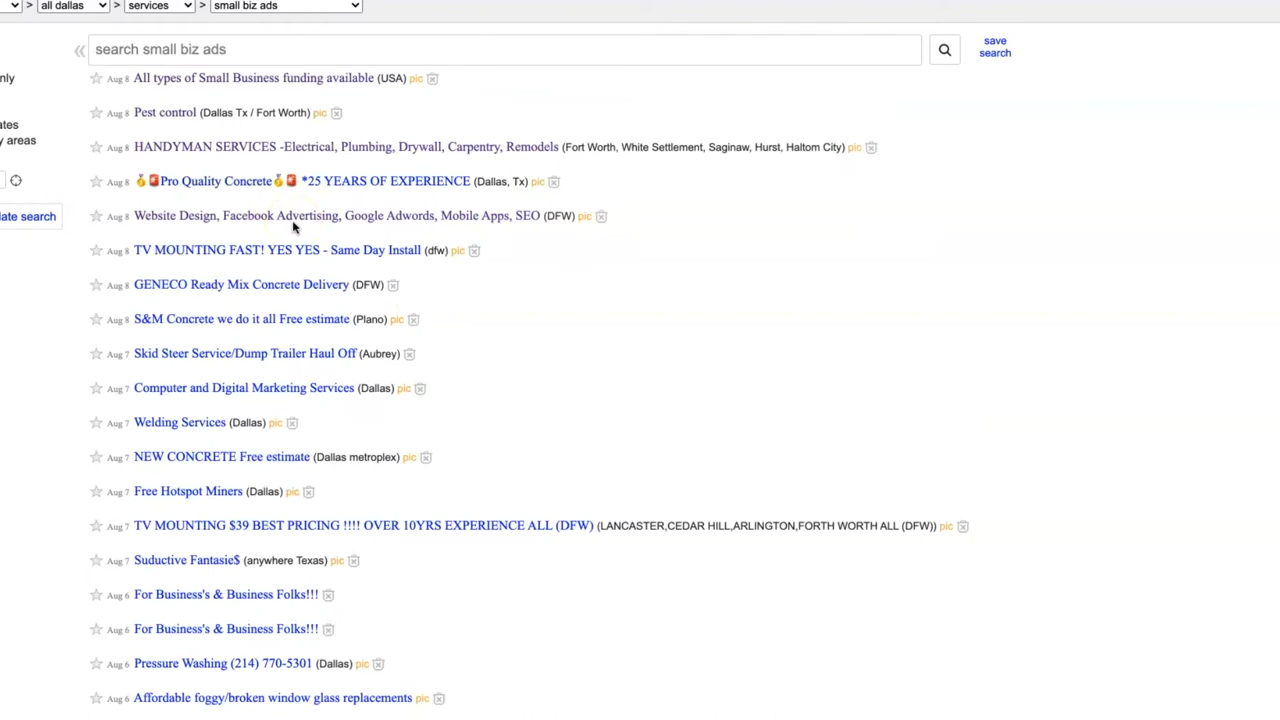 > all dallas > services > small biz ads
search small biz ads
save search
nly
ates
y areas
late search
Aug 8 All types of Small Business funding available (USA) pic
Aug 8 Pest control (Dallas Tx / Fort Worth) pic
Aug 8 HANDYMAN SERVICES -Electrical, Plumbing, Drywall, Carpentry, Remodels (Fort Worth, White Settlement, Saginaw, Hurst, Haltom City) pic
Aug 8 🥇🚨Pro Quality Concrete🥇🚨 *25 YEARS OF EXPERIENCE (Dallas, Tx) pic
Aug 8 Website Design, Facebook Advertising, Google Adwords, Mobile Apps, SEO (DFW) pic
Aug 8 TV MOUNTING FAST! YES YES - Same Day Install (dfw) pic
Aug 8 GENECO Ready Mix Concrete Delivery (DFW)
Aug 8 S&M Concrete we do it all Free estimate (Plano) pic
Aug 7 Skid Steer Service/Dump Trailer Haul Off (Aubrey)
Aug 7 Computer and Digital Marketing Services (Dallas) pic
Aug 7 Welding Services (Dallas) pic
Aug 7 NEW CONCRETE Free estimate (Dallas metroplex) pic
Aug 7 Free Hotspot Miners (Dallas) pic
Aug 7 TV MOUNTING $39 BEST PRICING !!!! OVER 10YRS EXPERIENCE ALL (DFW) (LANCASTER,CEDAR HILL,ARLINGTON,FORTH WORTH ALL (DFW)) pic
Aug 7 Suductive Fantasie$ (anywhere Texas) pic
Aug 6 For Business's & Business Folks!!!
Aug 6 For Business's & Business Folks!!!
Aug 6 Pressure Washing (214) 770-5301 (Dallas) pic
Aug 6 Affordable foggy/broken window glass replacements pic